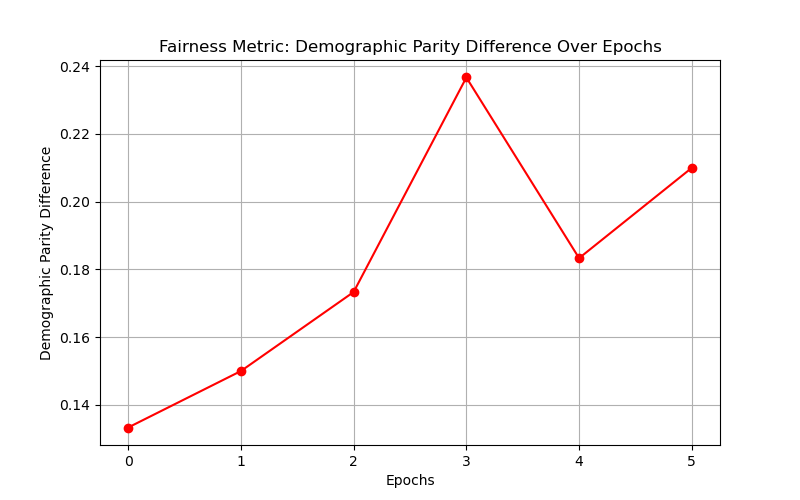 Fairness Metric: Demographic Parity Difference Over Epochs
0.24
0.22
0.20
0.18
0.16
0.14
Demographic Parity Difference
0 1 2 3 4 5
Epochs